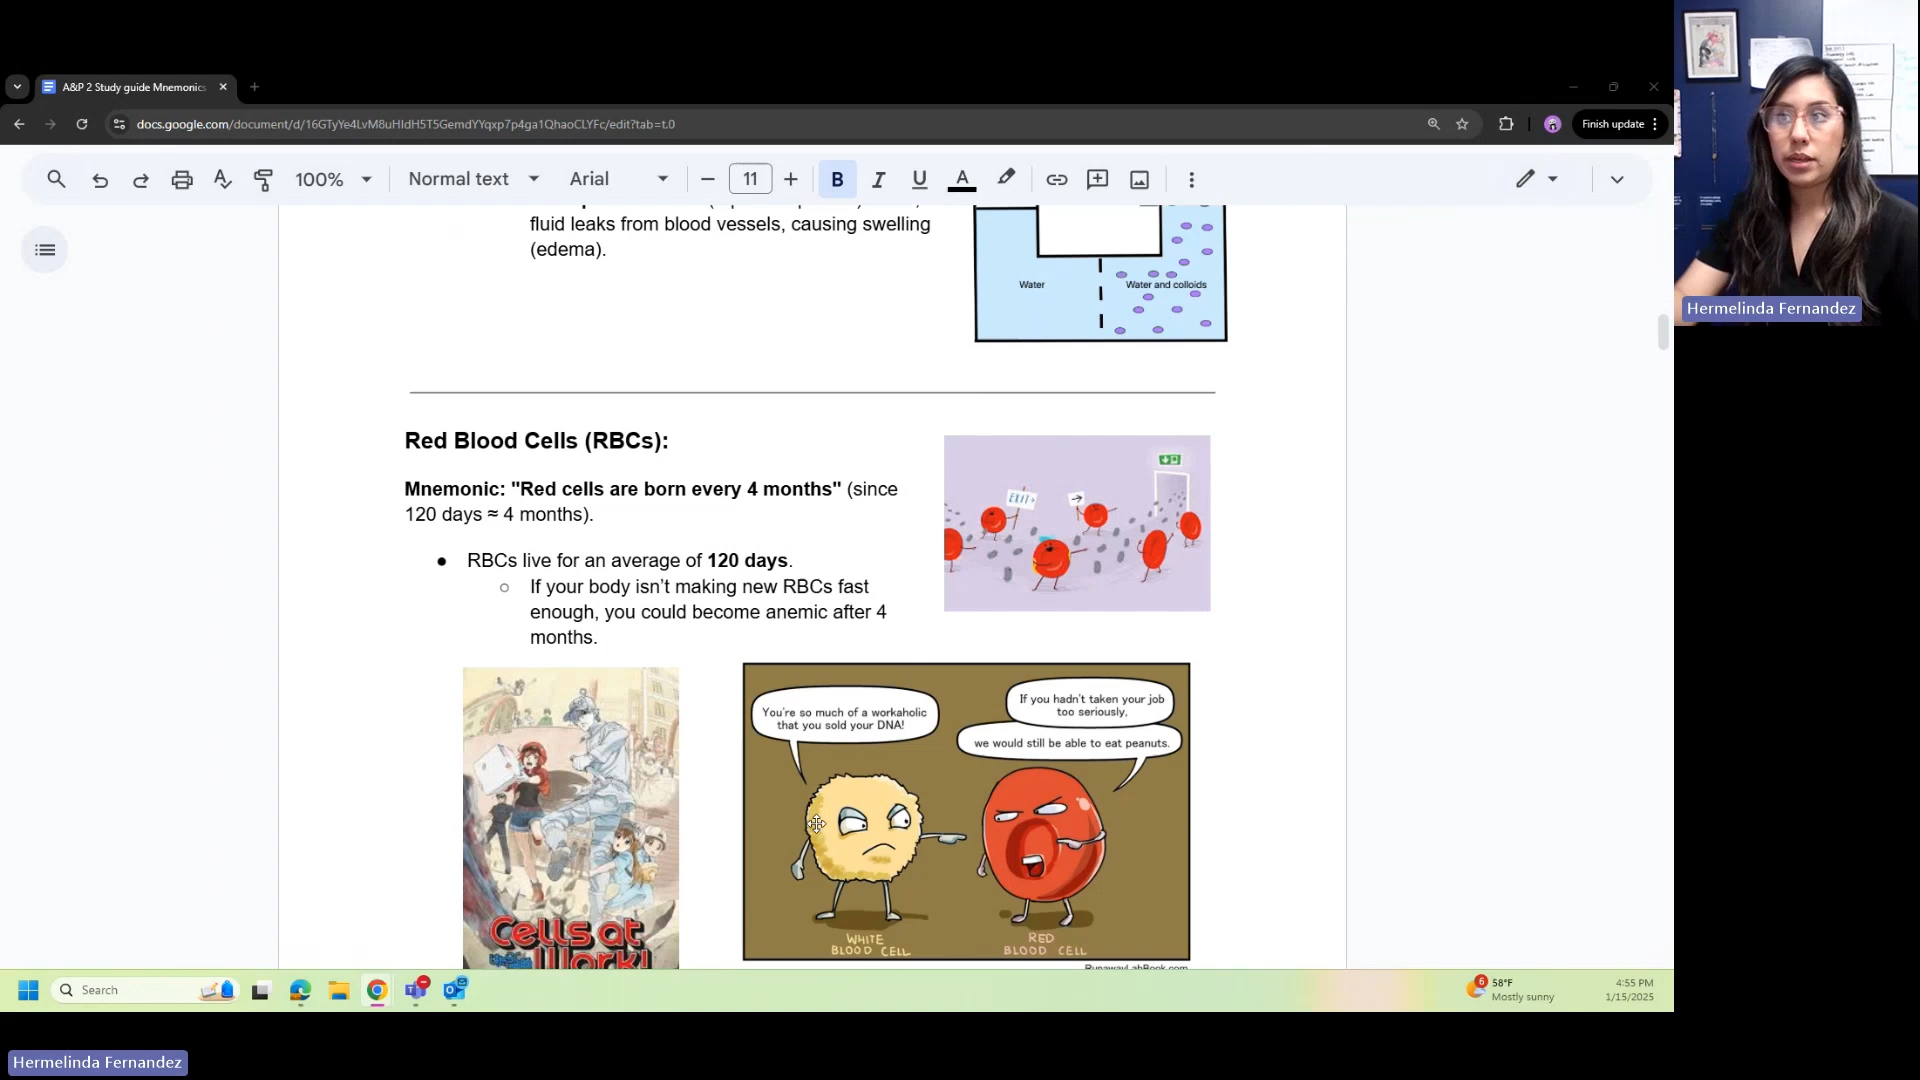 A&P 2 Study guide Mnemonics
docs.google.com/document/d/16GTyYe4LvM8uHIdH5T5GemdYYqxp7p4ga1QhaoCLYFc/edit?tab=t.0
Finish update
100%
Normal text
Arial
11
B
I
U
A
fluid leaks from blood vessels, causing swelling
(edema).
Water
Water and colloids
Red Blood Cells (RBCs):
Mnemonic: "Red cells are born every 4 months" (since
120 days ≈ 4 months).
● RBCs live for an average of 120 days.
○ If your body isn't making new RBCs fast
enough, you could become anemic after 4
months.
EXIT
You're so much of a workaholic
that you sold your DNA!
If you hadn't taken your job
too seriously,
we would still be able to eat peanuts.
WHITE
BLOOD CELL
RED
BLOOD CELL
RunawayLabBook.com
Cells at
Work!
Search
6
58°F
Mostly sunny
4:55 PM
1/15/2025
Hermelinda Fernandez
Hermelinda Fernandez